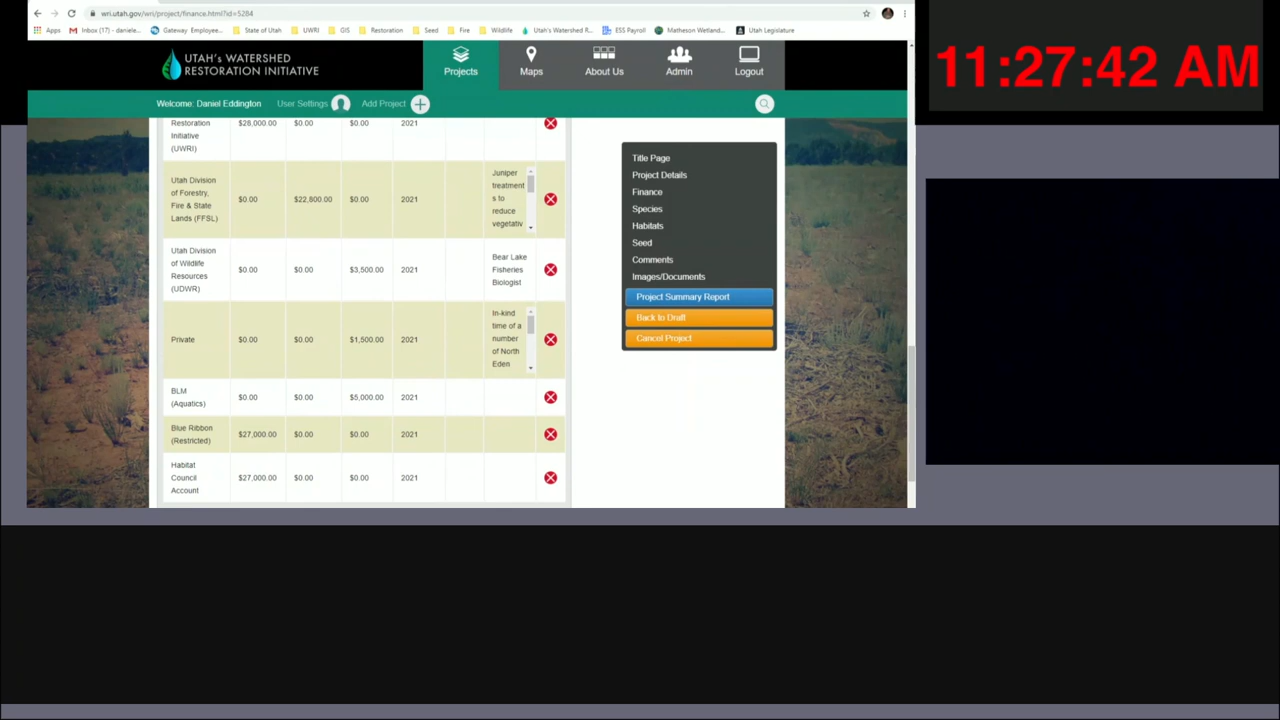 wri.utah.gov/wri/project/finance.html?id=5284
Apps Inbox (17) - daniele... Gateway Employee... State of Utah UWRI GIS Restoration Seed Fire Wildlife Utah's Watershed R... ESS Payroll Matheson Wetland... Utah Legislature
11:27:42 AM
UTAH'S WATERSHED
RESTORATION INITIATIVE
Projects Maps About Us Admin Logout
Welcome: Daniel Eddington User Settings Add Project
Restoration
Initiative
(UWRI)
$28,000.00 $0.00 $0.00 2021
Utah Division
of Forestry,
Fire & State
Lands (FFSL)
$0.00 $22,800.00 $0.00 2021
Juniper
treatment
s to
reduce
vegetativ
Utah Division
of Wildlife
Resources
(UDWR)
$0.00 $0.00 $3,500.00 2021
Bear Lake
Fisheries
Biologist
Private $0.00 $0.00 $1,500.00 2021
In-kind
time of a
number
of North
Eden
BLM
(Aquatics)
$0.00 $0.00 $5,000.00 2021
Blue Ribbon
(Restricted)
$27,000.00 $0.00 $0.00 2021
Habitat
Council
Account
$27,000.00 $0.00 $0.00 2021
Title Page
Project Details
Finance
Species
Habitats
Seed
Comments
Images/Documents
Project Summary Report
Back to Draft
Cancel Project